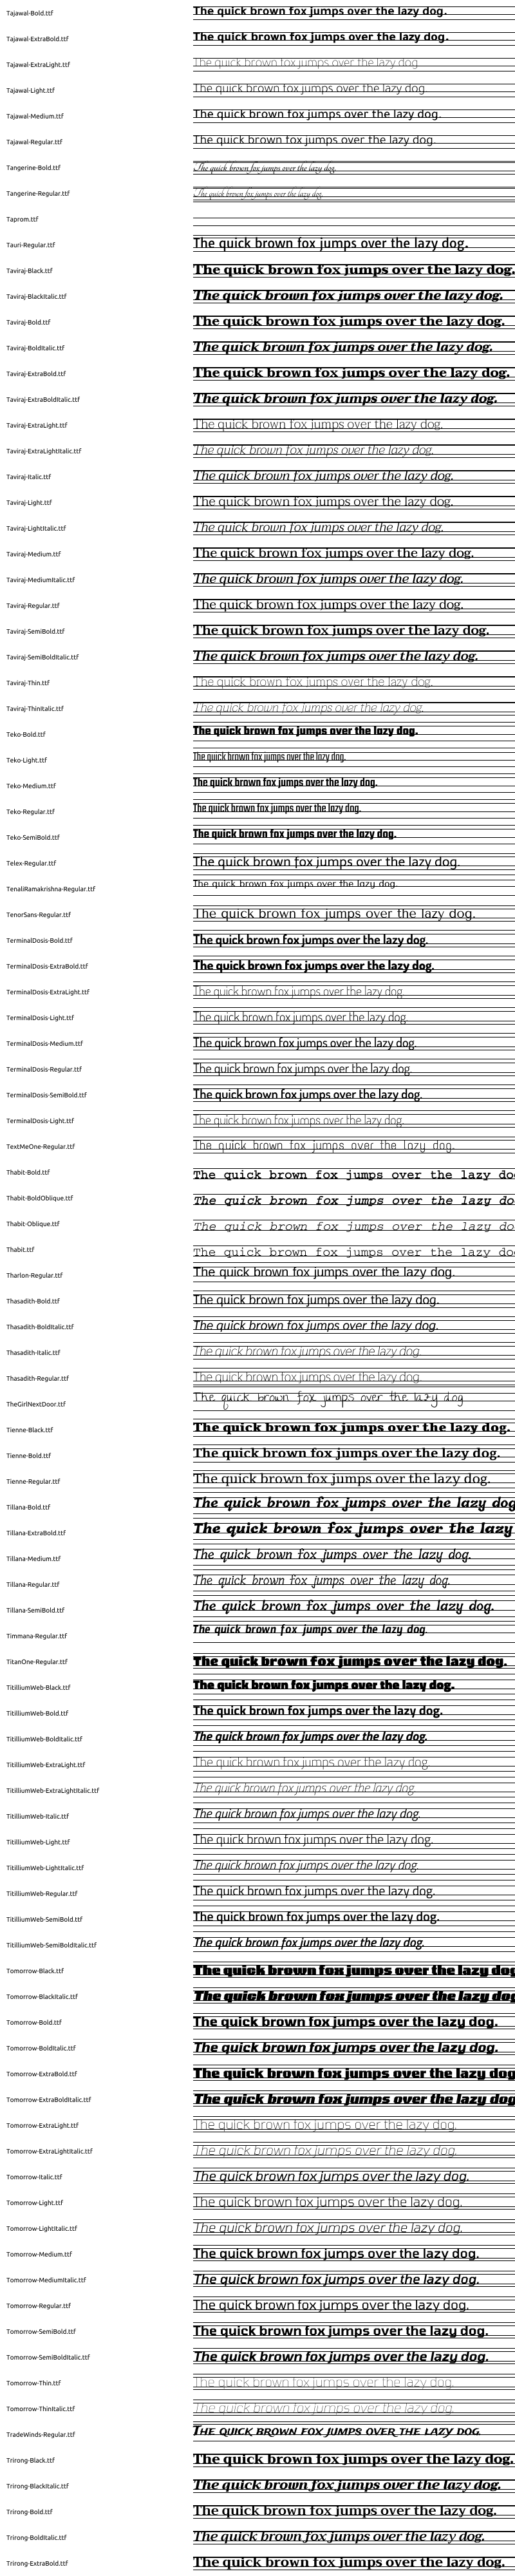 Tajawal-Bold.ttf The quick brown fox jumps over the lazy dog.
Tajawal-ExtraBold.ttf The quick brown fox jumps over the lazy dog.
Tajawal-ExtraLight.ttf The quick brown fox jumps over the lazy dog.
Tajawal-Light.ttf The quick brown fox jumps over the lazy dog.
Tajawal-Medium.ttf The quick brown fox jumps over the lazy dog.
Tajawal-Regular.ttf The quick brown fox jumps over the lazy dog.
Tangerine-Bold.ttf The quick brown fox jumps over the lazy dog.
Tangerine-Regular.ttf The quick brown fox jumps over the lazy dog.
Taprom.ttf
Tauri-Regular.ttf The quick brown fox jumps over the lazy dog.
Taviraj-Black.ttf The quick brown fox jumps over the lazy dog.
Taviraj-BlackItalic.ttf The quick brown fox jumps over the lazy dog.
Taviraj-Bold.ttf The quick brown fox jumps over the lazy dog.
Taviraj-BoldItalic.ttf The quick brown fox jumps over the lazy dog.
Taviraj-ExtraBold.ttf The quick brown fox jumps over the lazy dog.
Taviraj-ExtraBoldItalic.ttf The quick brown fox jumps over the lazy dog.
Taviraj-ExtraLight.ttf The quick brown fox jumps over the lazy dog.
Taviraj-ExtraLightItalic.ttf The quick brown fox jumps over the lazy dog.
Taviraj-Italic.ttf The quick brown fox jumps over the lazy dog.
Taviraj-Light.ttf The quick brown fox jumps over the lazy dog.
Taviraj-LightItalic.ttf The quick brown fox jumps over the lazy dog.
Taviraj-Medium.ttf The quick brown fox jumps over the lazy dog.
Taviraj-MediumItalic.ttf The quick brown fox jumps over the lazy dog.
Taviraj-Regular.ttf The quick brown fox jumps over the lazy dog.
Taviraj-SemiBold.ttf The quick brown fox jumps over the lazy dog.
Taviraj-SemiBoldItalic.ttf The quick brown fox jumps over the lazy dog.
Taviraj-Thin.ttf The quick brown fox jumps over the lazy dog.
Taviraj-ThinItalic.ttf The quick brown fox jumps over the lazy dog.
Teko-Bold.ttf The quick brown fox jumps over the lazy dog.
Teko-Light.ttf The quick brown fox jumps over the lazy dog.
Teko-Medium.ttf The quick brown fox jumps over the lazy dog.
Teko-Regular.ttf The quick brown fox jumps over the lazy dog.
Teko-SemiBold.ttf The quick brown fox jumps over the lazy dog.
Telex-Regular.ttf The quick brown fox jumps over the lazy dog.
TenaliRamakrishna-Regular.ttf The quick brown fox jumps over the lazy dog.
TenorSans-Regular.ttf The quick brown fox jumps over the lazy dog.
TerminalDosis-Bold.ttf The quick brown fox jumps over the lazy dog.
TerminalDosis-ExtraBold.ttf The quick brown fox jumps over the lazy dog.
TerminalDosis-ExtraLight.ttf The quick brown fox jumps over the lazy dog.
TerminalDosis-Light.ttf The quick brown fox jumps over the lazy dog.
TerminalDosis-Medium.ttf The quick brown fox jumps over the lazy dog.
TerminalDosis-Regular.ttf The quick brown fox jumps over the lazy dog.
TerminalDosis-SemiBold.ttf The quick brown fox jumps over the lazy dog.
TerminalDosis-Light.ttf The quick brown fox jumps over the lazy dog.
TextMeOne-Regular.ttf The quick brown fox jumps over the lazy dog.
Thabit-Bold.ttf The quick brown fox jumps over the lazy do
Thabit-BoldOblique.ttf The quick brown fox jumps over the lazy do
Thabit-Oblique.ttf The quick brown fox jumps over the lazy do
Thabit.ttf The quick brown fox jumps over the lazy do
Tharlon-Regular.ttf The quick brown fox jumps over the lazy dog.
Thasadith-Bold.ttf The quick brown fox jumps over the lazy dog.
Thasadith-BoldItalic.ttf The quick brown fox jumps over the lazy dog.
Thasadith-Italic.ttf The quick brown fox jumps over the lazy dog.
Thasadith-Regular.ttf The quick brown fox jumps over the lazy dog.
TheGirlNextDoor.ttf The quick brown fox jumps over the lazy dog
Tienne-Black.ttf The quick brown fox jumps over the lazy dog.
Tienne-Bold.ttf The quick brown fox jumps over the lazy dog.
Tienne-Regular.ttf The quick brown fox jumps over the lazy dog.
Tillana-Bold.ttf The quick brown fox jumps over the lazy dog
Tillana-ExtraBold.ttf The quick brown fox jumps over the lazy
Tillana-Medium.ttf The quick brown fox jumps over the lazy dog.
Tillana-Regular.ttf The quick brown fox jumps over the lazy dog.
Tillana-SemiBold.ttf The quick brown fox jumps over the lazy dog.
Timmana-Regular.ttf The quick brown fox jumps over the lazy dog.
TitanOne-Regular.ttf The quick brown fox jumps over the lazy dog.
TitilliumWeb-Black.ttf The quick brown fox jumps over the lazy dog.
TitilliumWeb-Bold.ttf The quick brown fox jumps over the lazy dog.
TitilliumWeb-BoldItalic.ttf The quick brown fox jumps over the lazy dog.
TitilliumWeb-ExtraLight.ttf The quick brown fox jumps over the lazy dog.
TitilliumWeb-ExtraLightItalic.ttf The quick brown fox jumps over the lazy dog.
TitilliumWeb-Italic.ttf The quick brown fox jumps over the lazy dog.
TitilliumWeb-Light.ttf The quick brown fox jumps over the lazy dog.
TitilliumWeb-LightItalic.ttf The quick brown fox jumps over the lazy dog.
TitilliumWeb-Regular.ttf The quick brown fox jumps over the lazy dog.
TitilliumWeb-SemiBold.ttf The quick brown fox jumps over the lazy dog.
TitilliumWeb-SemiBoldItalic.ttf The quick brown fox jumps over the lazy dog.
Tomorrow-Black.ttf The quick brown fox jumps over the lazy dog
Tomorrow-BlackItalic.ttf The quick brown fox jumps over the lazy dog
Tomorrow-Bold.ttf The quick brown fox jumps over the lazy dog.
Tomorrow-BoldItalic.ttf The quick brown fox jumps over the lazy dog.
Tomorrow-ExtraBold.ttf The quick brown fox jumps over the lazy dog
Tomorrow-ExtraBoldItalic.ttf The quick brown fox jumps over the lazy dog
Tomorrow-ExtraLight.ttf The quick brown fox jumps over the lazy dog.
Tomorrow-ExtraLightItalic.ttf The quick brown fox jumps over the lazy dog.
Tomorrow-Italic.ttf The quick brown fox jumps over the lazy dog.
Tomorrow-Light.ttf The quick brown fox jumps over the lazy dog.
Tomorrow-LightItalic.ttf The quick brown fox jumps over the lazy dog.
Tomorrow-Medium.ttf The quick brown fox jumps over the lazy dog.
Tomorrow-MediumItalic.ttf The quick brown fox jumps over the lazy dog.
Tomorrow-Regular.ttf The quick brown fox jumps over the lazy dog.
Tomorrow-SemiBold.ttf The quick brown fox jumps over the lazy dog.
Tomorrow-SemiBoldItalic.ttf The quick brown fox jumps over the lazy dog.
Tomorrow-Thin.ttf The quick brown fox jumps over the lazy dog.
Tomorrow-ThinItalic.ttf The quick brown fox jumps over the lazy dog.
TradeWinds-Regular.ttf The quick brown fox jumps over the lazy dog.
Trirong-Black.ttf The quick brown fox jumps over the lazy dog.
Trirong-BlackItalic.ttf The quick brown fox jumps over the lazy dog.
Trirong-Bold.ttf The quick brown fox jumps over the lazy dog.
Trirong-BoldItalic.ttf The quick brown fox jumps over the lazy dog.
Trirong-ExtraBold.ttf The quick brown fox jumps over the lazy dog.